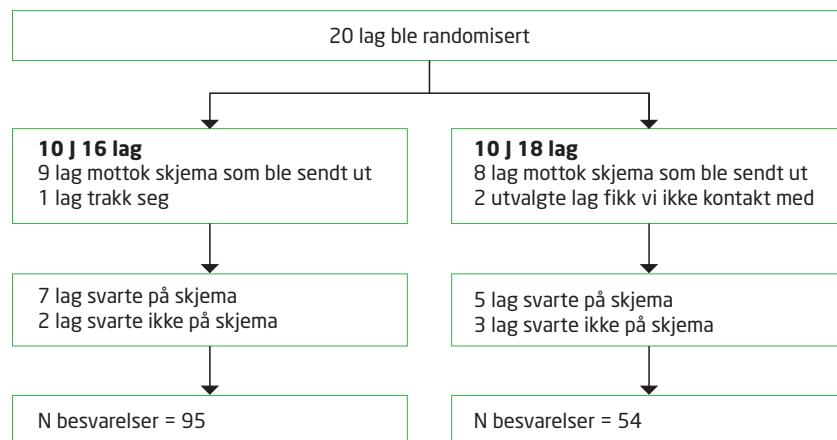 20 lag ble randomisert
10 J 16 lag
9 lag mottok skjema som ble sendt ut
1 lag trakk seg
10 J 18 lag
8 lag mottok skjema som ble sendt ut
2 utvalgte lag fikk vi ikke kontakt med
7 lag svarte på skjema
2 lag svarte ikke på skjema
5 lag svarte på skjema
3 lag svarte ikke på skjema
N besvarelser = 95
N besvarelser = 54